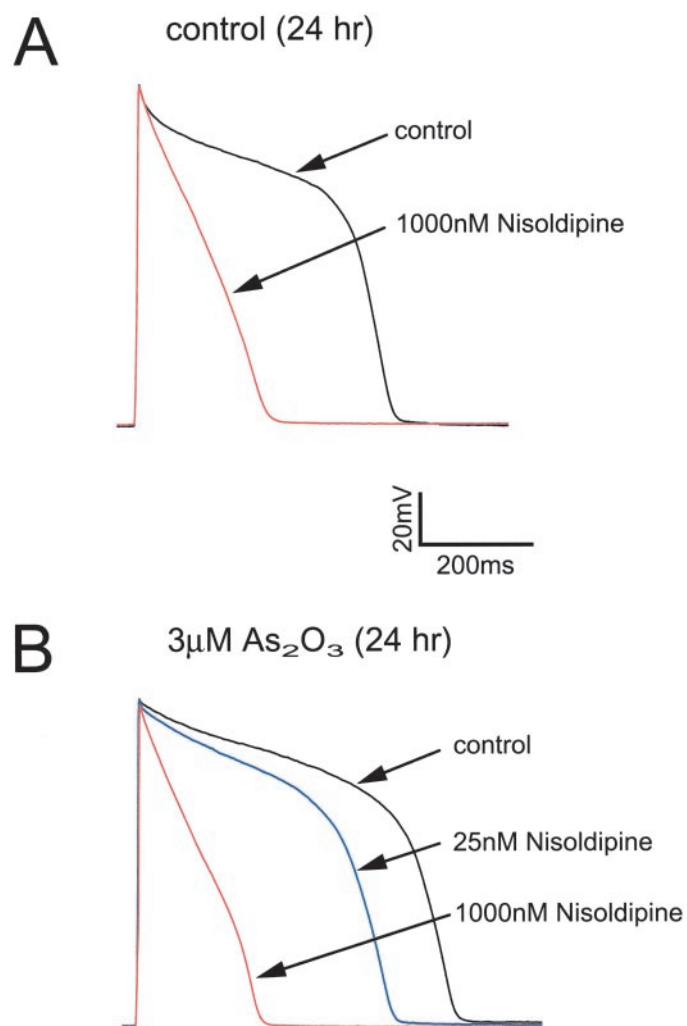 A
control (24 hr)
control
1000nM Nisoldipine
20mV
200ms
B
3μM As₂O₃ (24 hr)
control
25nM Nisoldipine
1000nM Nisoldipine